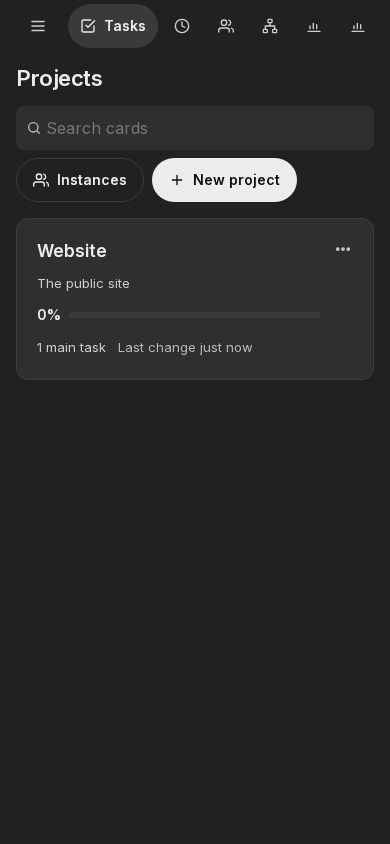 Tasks
Projects
Search cards
Instances
New project
Website
The public site
0%
1 main task Last change just now